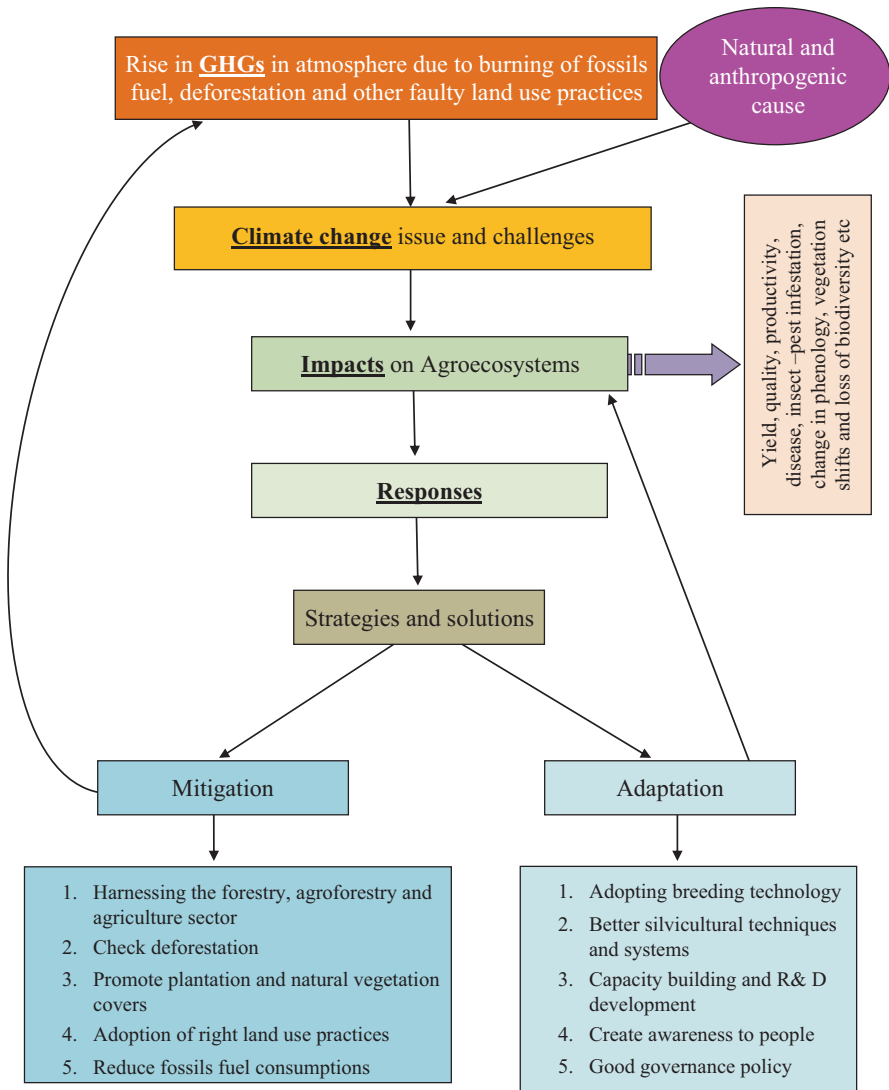 Rise in GHGs in atmosphere due to burning of fossils
fuel, deforestation and other faulty land use practices
Natural and
anthropogenic
cause
Climate change issue and challenges
Impacts on Agroecosystems
Yield, quality, productivity,
disease, insect –pest infestation,
change in phenology, vegetation
shifts and loss of biodiversity etc
Responses
Strategies and solutions
Mitigation
Adaptation
1. Harnessing the forestry, agroforestry and
agriculture sector
2. Check deforestation
3. Promote plantation and natural vegetation
covers
4. Adoption of right land use practices
5. Reduce fossils fuel consumptions
1. Adopting breeding technology
2. Better silvicultural techniques
and systems
3. Capacity building and R& D
development
4. Create awareness to people
5. Good governance policy